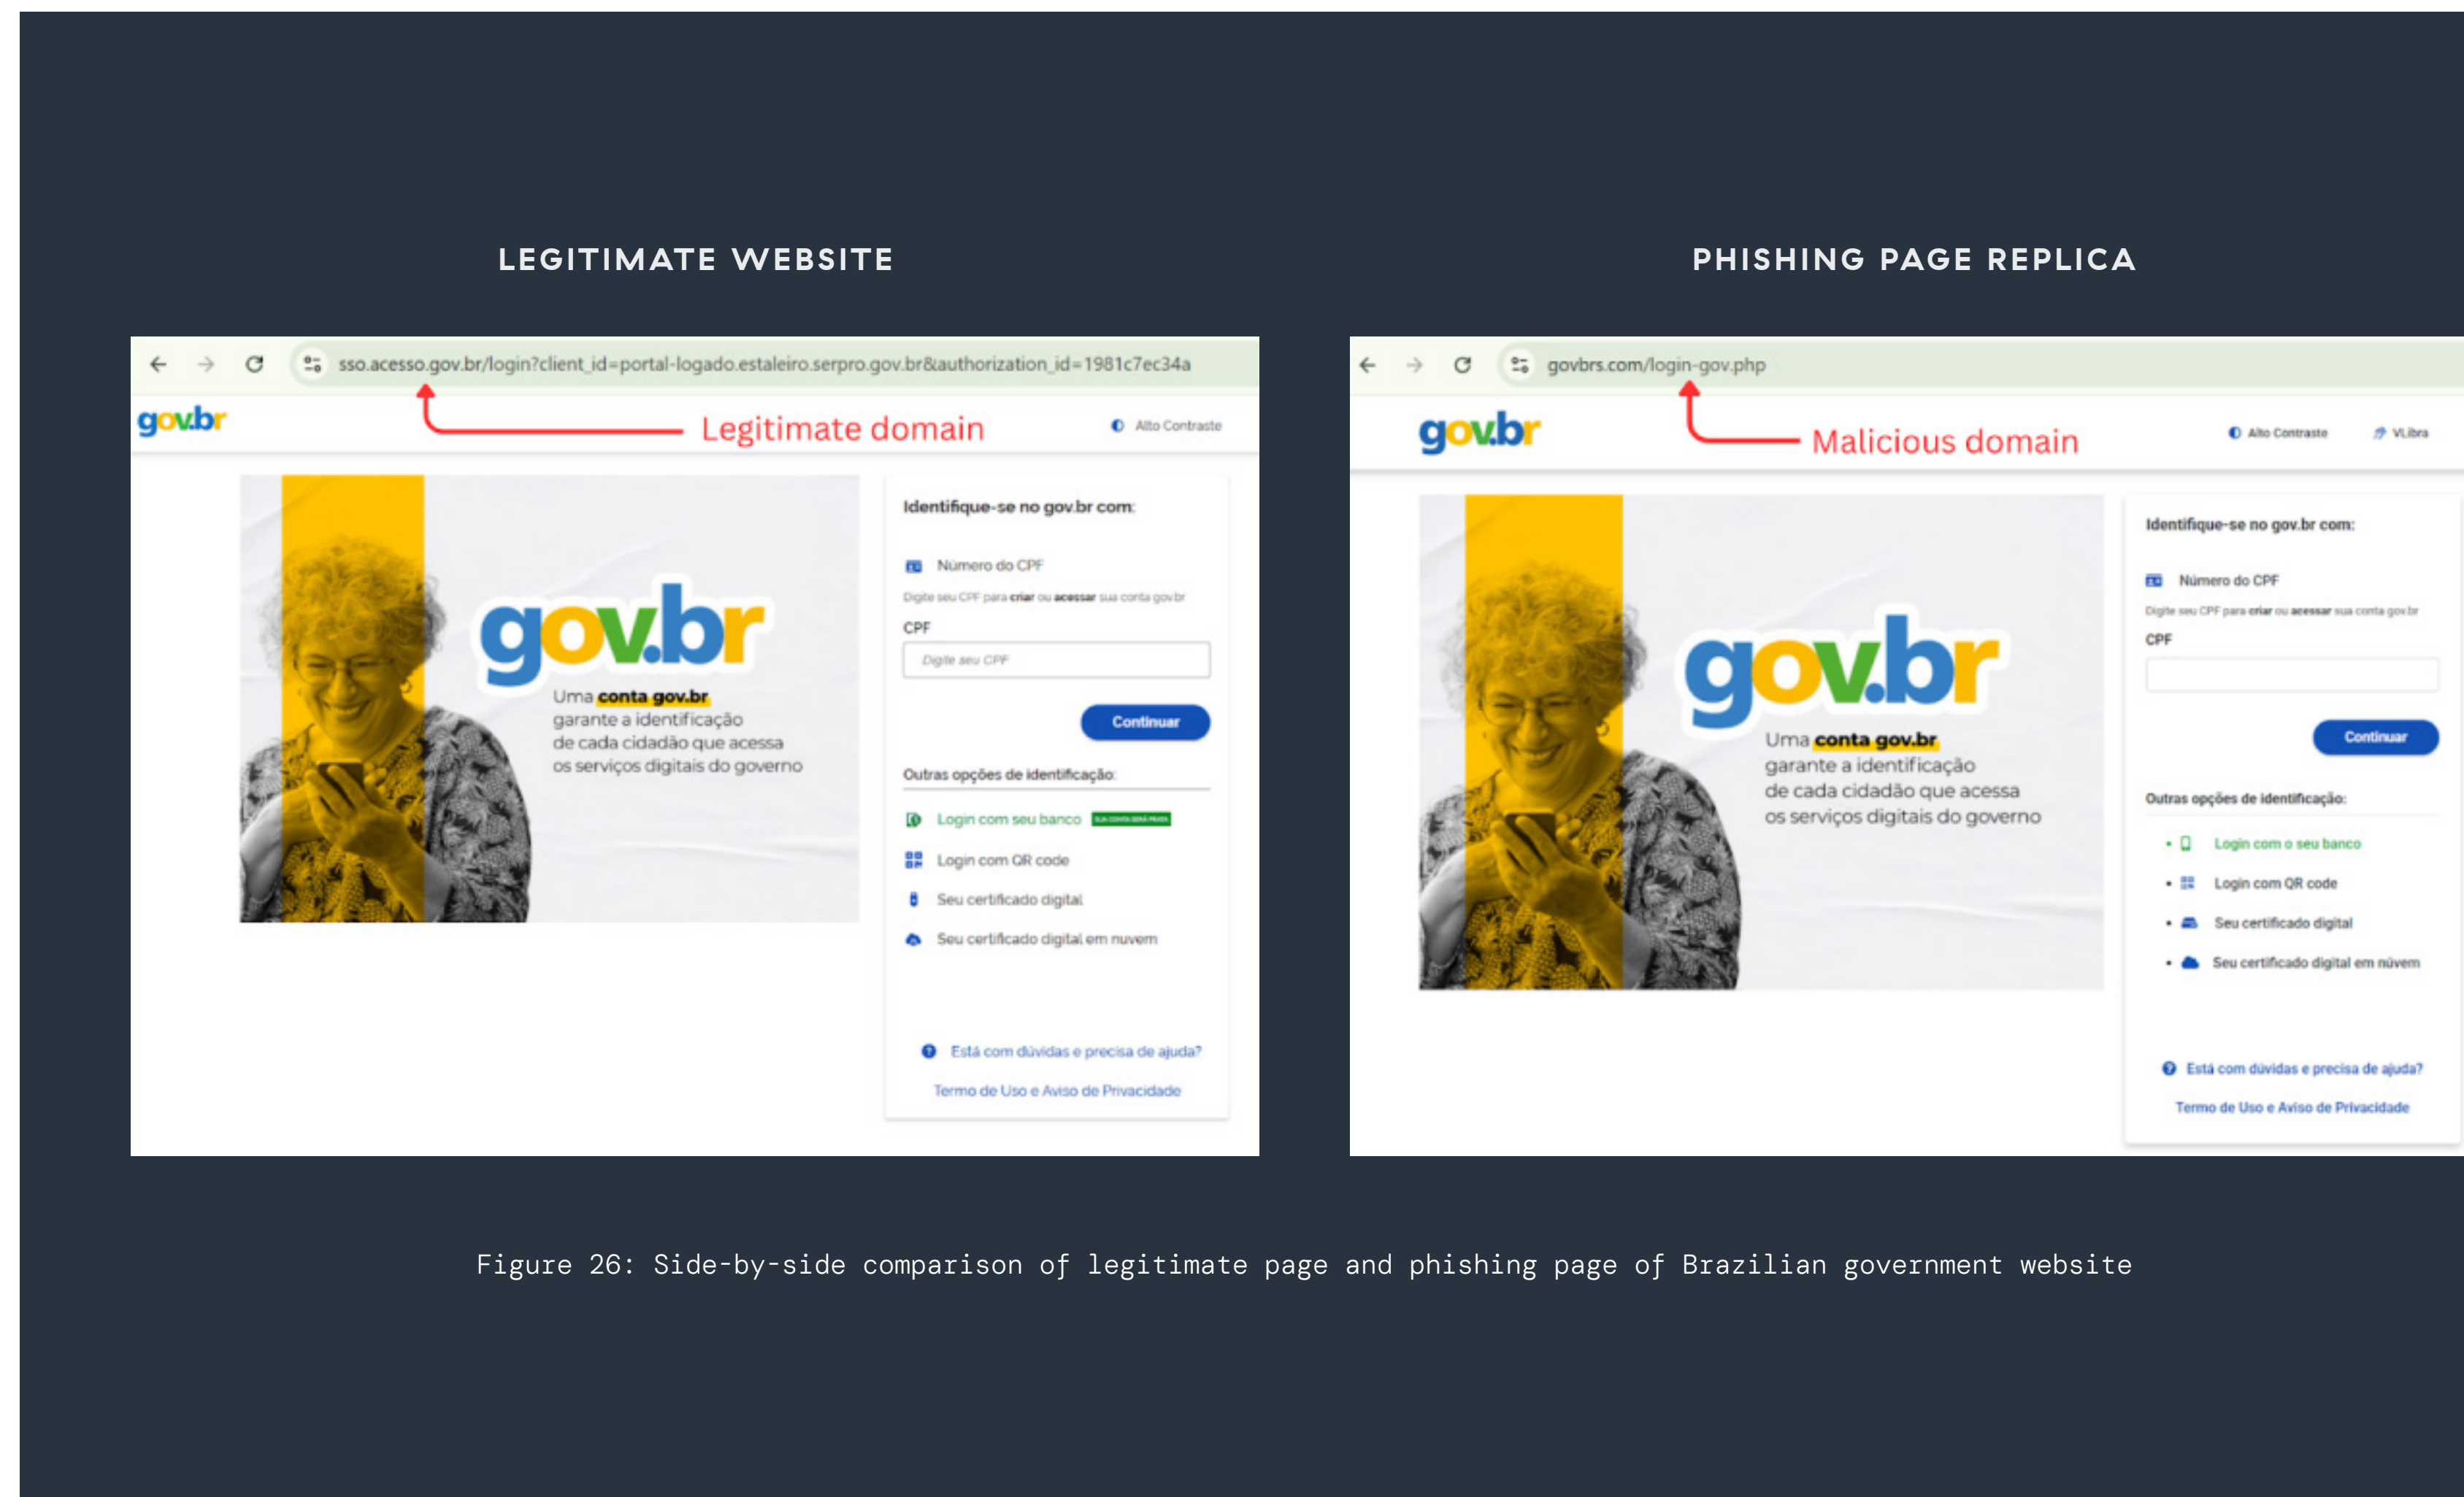 LEGITIMATE WEBSITE
sso.acesso.gov.br/login?client_id=portal-logado.estaleiro.serpro.gov.br&authorization_id=1981c7ec34a
gov.br
Legitimate domain
Alto Contraste
gov.br
Uma conta gov.br
garante a identificação
de cada cidadão que acessa
os serviços digitais do governo
Identifique-se no gov.br com:
Número do CPF
Digite seu CPF para criar ou acessar sua conta gov.br
CPF
Digite seu CPF
Continuar
Outras opções de identificação:
Login com seu banco SUA CONTA SERÁ PRATA
Login com QR code
Seu certificado digital
Seu certificado digital em nuvem
Está com dúvidas e precisa de ajuda?
Termo de Uso e Aviso de Privacidade
PHISHING PAGE REPLICA
govbrs.com/login-gov.php
gov.br
Malicious domain
Alto Contraste
VLibra
gov.br
Uma conta gov.br
garante a identificação
de cada cidadão que acessa
os serviços digitais do governo
Identifique-se no gov.br com:
Número do CPF
Digite seu CPF para criar ou acessar sua conta gov.br
CPF
Continuar
Outras opções de identificação:
Login com o seu banco
Login com QR code
Seu certificado digital
Seu certificado digital em núvem
Está com dúvidas e precisa de ajuda?
Termo de Uso e Aviso de Privacidade
Figure 26: Side-by-side comparison of legitimate page and phishing page of Brazilian government website